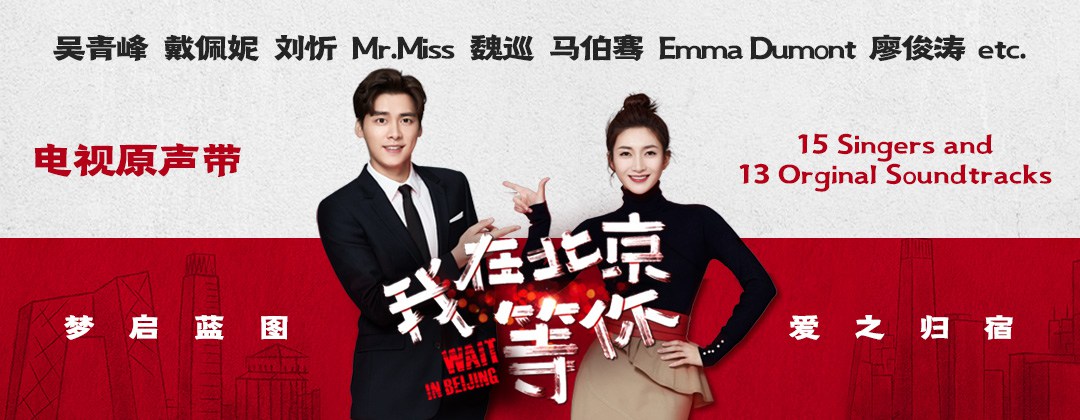 吴青峰 戴佩妮 刘忻 Mr.Miss 魏巡 马伯骞 Emma Dumont 廖俊涛 etc.
电视原声带
15 Singers and
13 Orginal Soundtracks
我在北京
等你
WAIT
IN BEIJING
梦启蓝图
爱之归宿